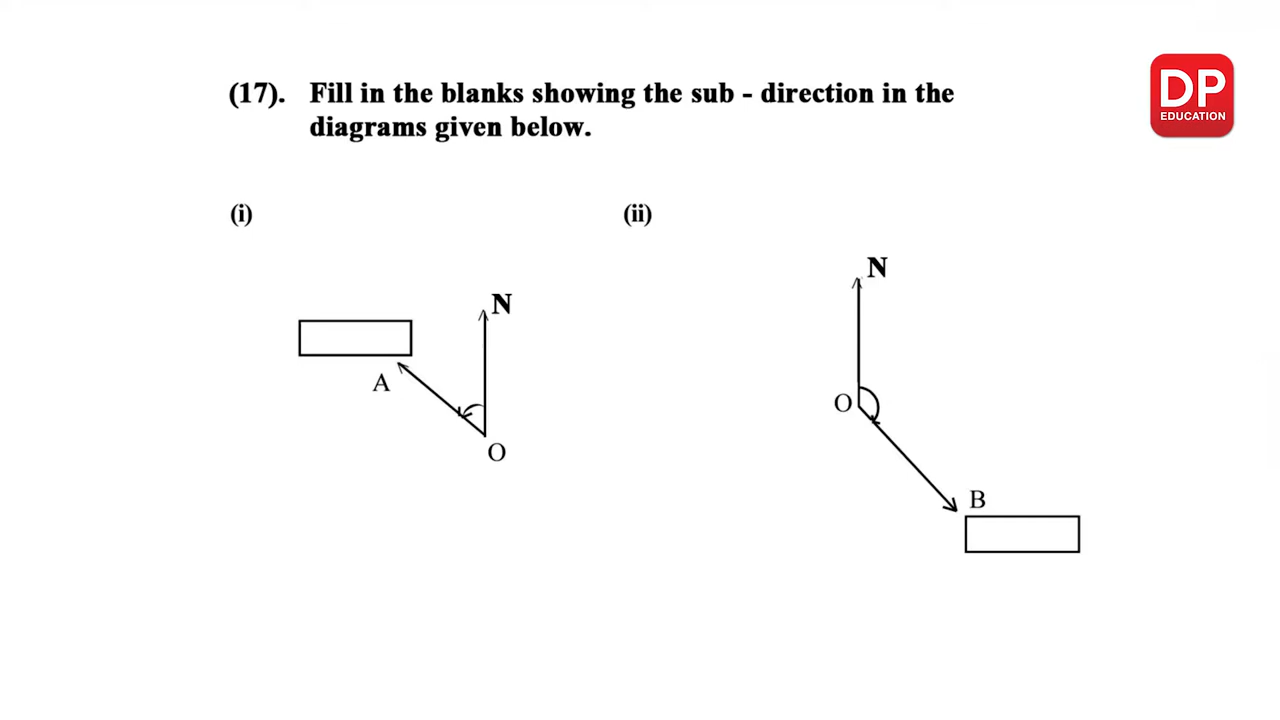 DP
EDUCATION
(17). Fill in the blanks showing the sub - direction in the
diagrams given below.
(i)
(ii)
N
A
O
N
O
B